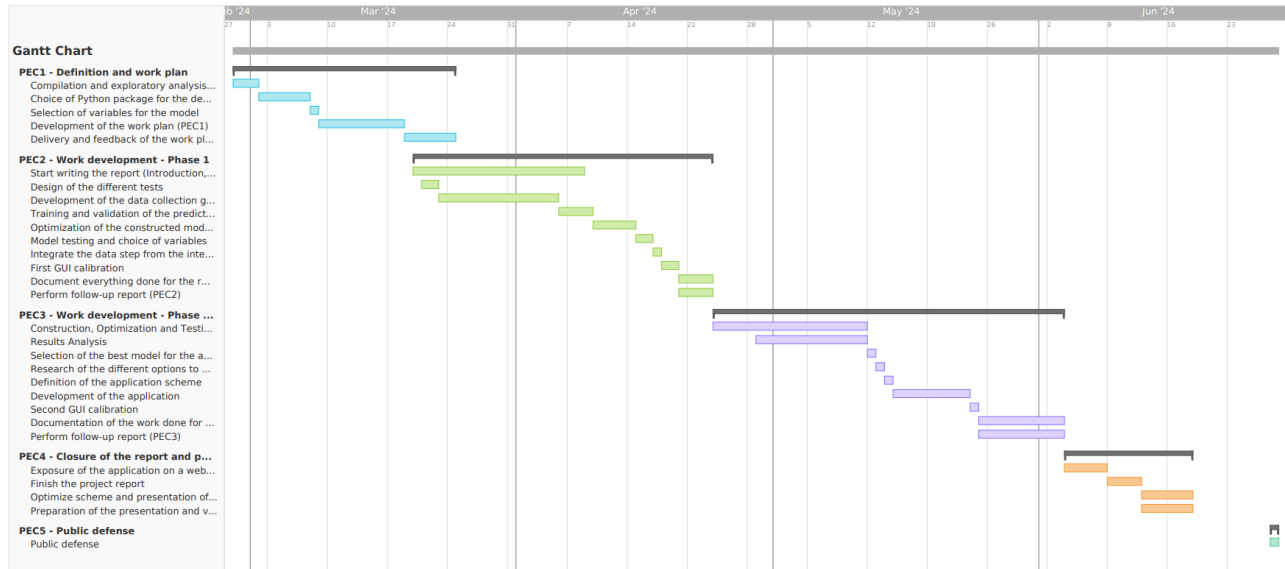 eb '24 Mar '24 Apr '24 May '24 Jun '24
27 3 10 17 24 31 7 14 21 28 5 12 19 26 2 9 16 23
Gantt Chart
PEC1 - Definition and work plan
Compilation and exploratory analysis...
Choice of Python package for the de...
Selection of variables for the model
Development of the work plan (PEC1)
Delivery and feedback of the work pl...
PEC2 - Work development - Phase 1
Start writing the report (Introduction,...
Design of the different tests
Development of the data collection g...
Training and validation of the predict...
Optimization of the constructed mod...
Model testing and choice of variables
Integrate the data step from the inte...
First GUI calibration
Document everything done for the r...
Perform follow-up report (PEC2)
PEC3 - Work development - Phase ...
Construction, Optimization and Testi...
Results Analysis
Selection of the best model for the a...
Research of the different options to ...
Definition of the application scheme
Development of the application
Second GUI calibration
Documentation of the work done for ...
Perform follow-up report (PEC3)
PEC4 - Closure of the report and p...
Exposure of the application on a web...
Finish the project report
Optimize scheme and presentation of...
Preparation of the presentation and v...
PEC5 - Public defense
Public defense